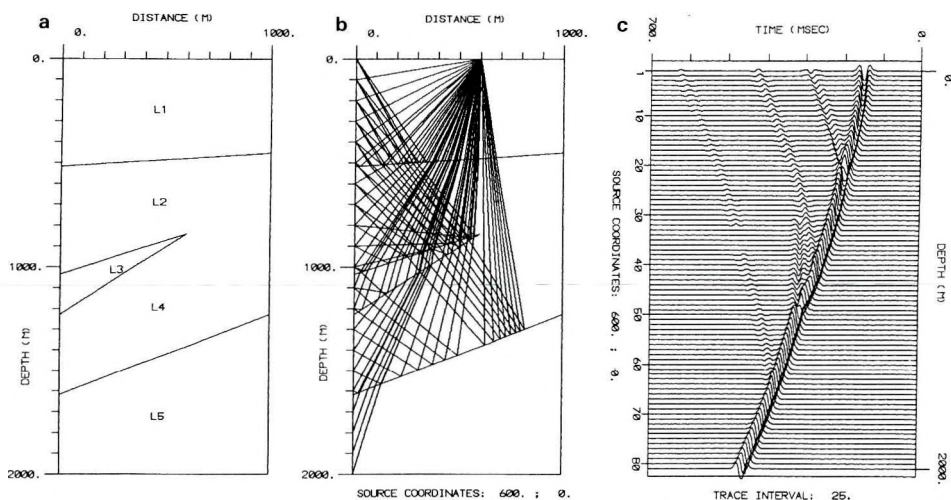 a
DISTANCE (M)
0. 1000.
0.
L1
L2
L3
1000.
L4
L5
DEPTH (M)
2000.
b
DISTANCE (M)
0. 1000.
0.
1000.
DEPTH (M)
2000.
SOURCE COORDINATES: 600. ; 0.
c
TIME (MSEC)
700. 0.
1
10
20
30
40
50
60
70
80
SOURCE COORDINATES: 600. ; 0.
0.
DEPTH (M)
2000.
TRACE INTERVAL: 25.